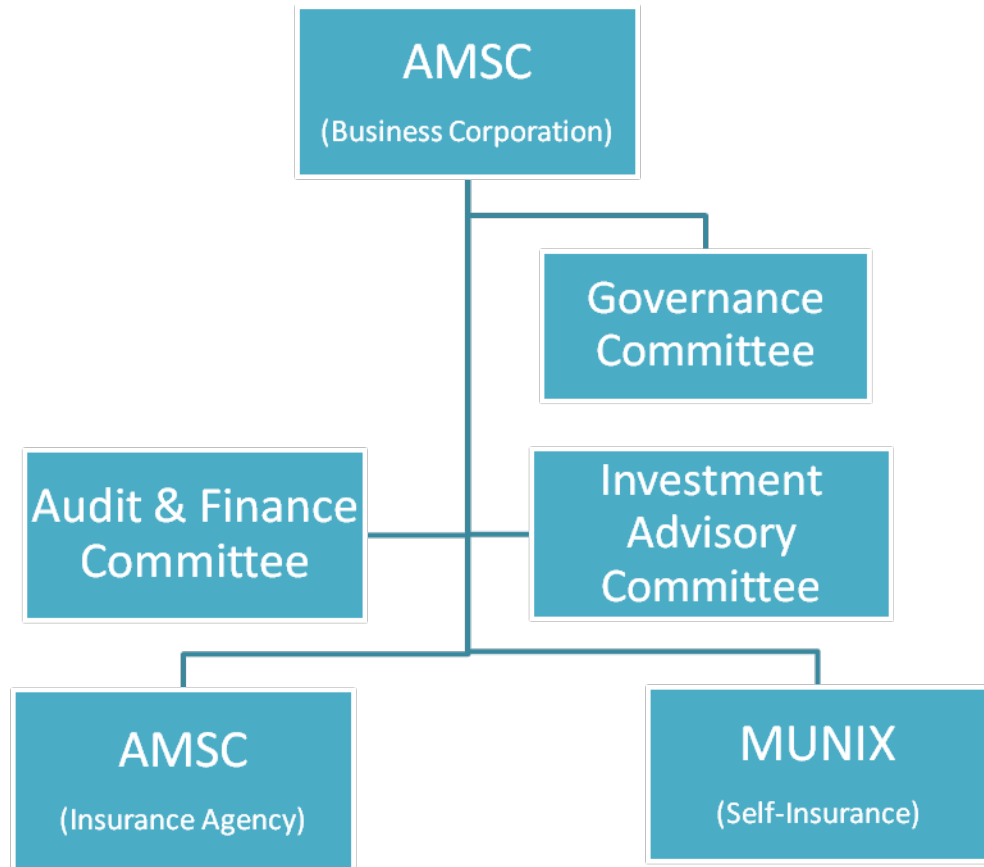 AMSC
(Business Corporation)
Governance
Committee
Audit & Finance
Committee
Investment
Advisory
Committee
AMSC
(Insurance Agency)
MUNIX
(Self-Insurance)